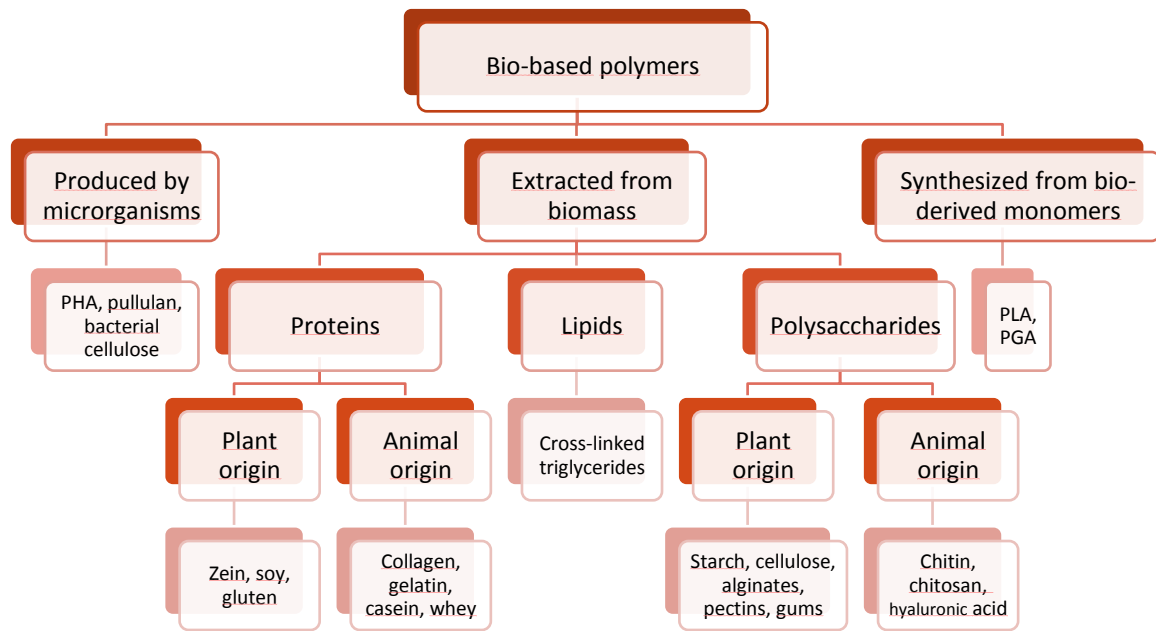 Bio-based polymers
Produced by
microrganisms
Extracted from
biomass
Synthesized from bio-
derived monomers
PHA, pullulan,
bacterial
cellulose
Proteins
Lipids
Polysaccharides
PLA,
PGA
Plant
origin
Animal
origin
Cross-linked
triglycerides
Plant
origin
Animal
origin
Zein, soy,
gluten
Collagen,
gelatin,
casein, whey
Starch, cellulose,
alginates,
pectins, gums
Chitin,
chitosan,
hyaluronic acid